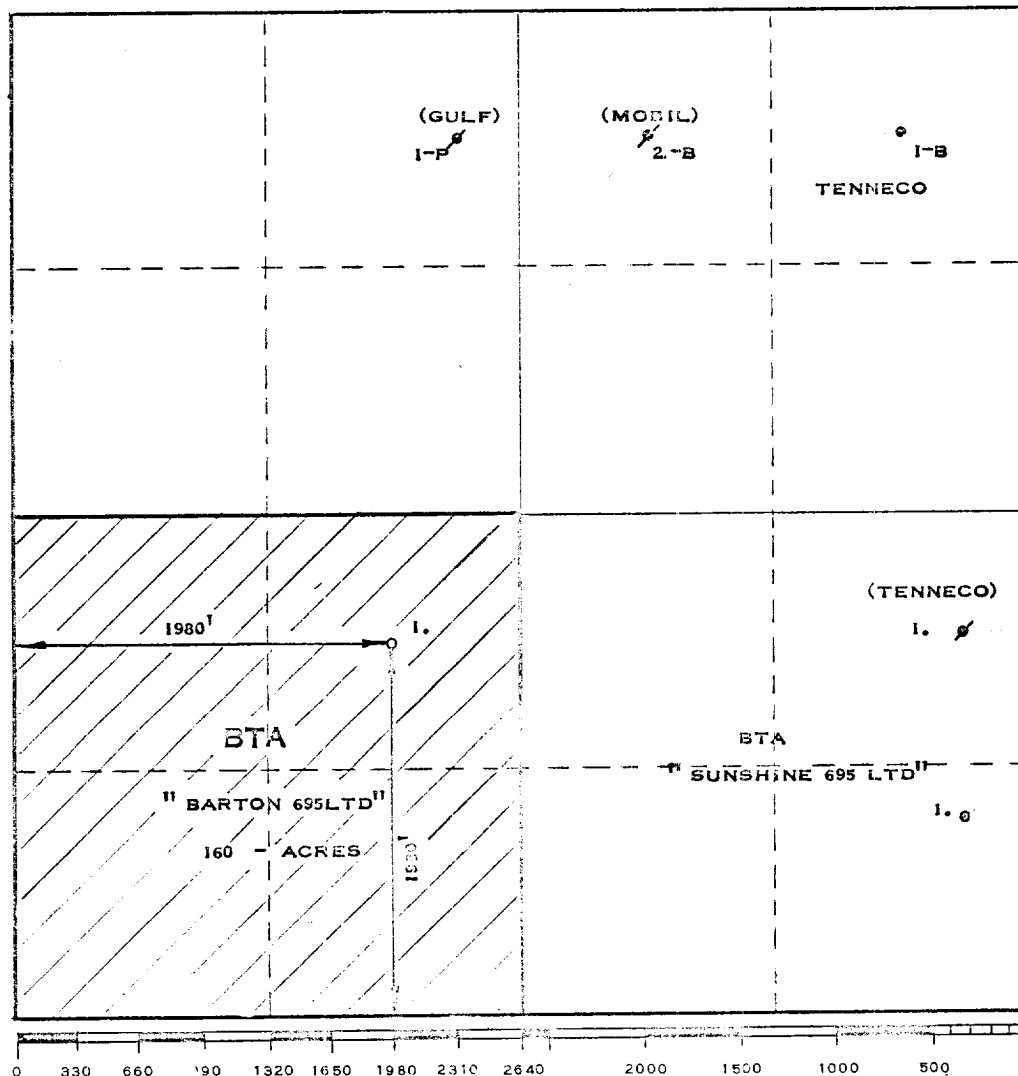 (GULF) (MOBIL)
1-P 2.-B 1-B
TENNECO
(TENNECO)
1980' 1. 1.
BTA BTA
" SUNSHINE 695 LTD"
" BARTON 695LTD" 1.
160 - ACRES
1980'
0 330 660 '90 1320 1650 1980 2310 2640 2000 1500 1000 500